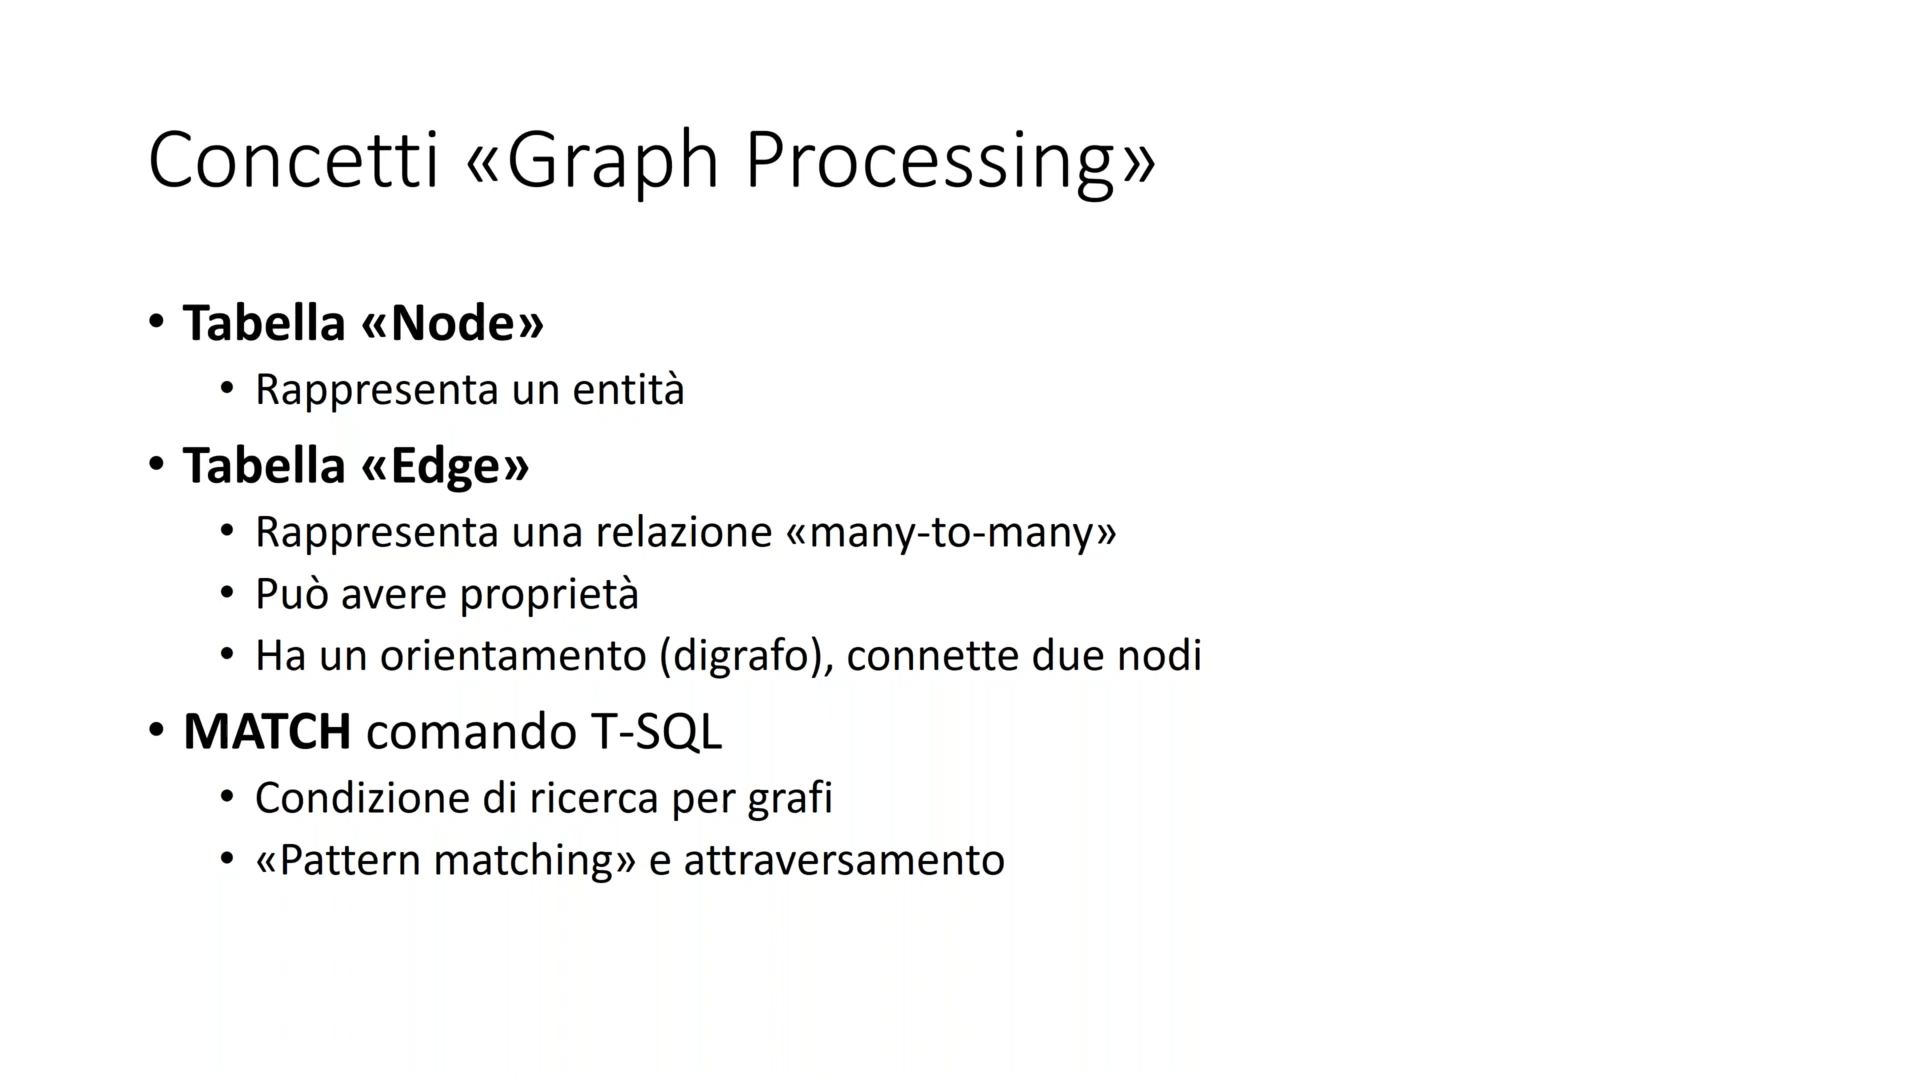 Concetti «Graph Processing»
• Tabella «Node»
• Rappresenta un entità
• Tabella «Edge»
• Rappresenta una relazione «many-to-many»
• Può avere proprietà
• Ha un orientamento (digrafo), connette due nodi
• MATCH comando T-SQL
• Condizione di ricerca per grafi
• «Pattern matching» e attraversamento